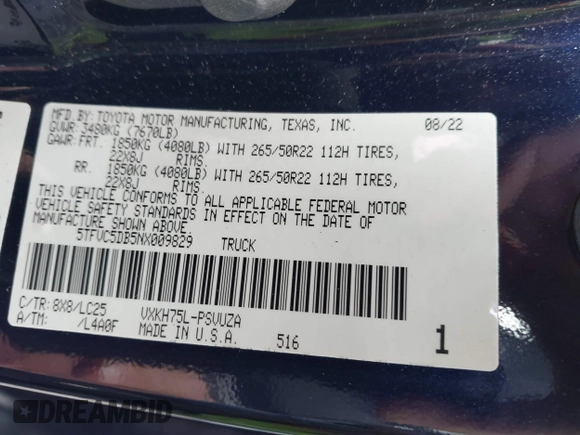 MFD.BY: TOYOTA MOTOR MANUFACTURING, TEXAS, INC. 08/22
GVWR: 3480KG (7670LB)
GAWR: FRT. 1850KG (4080LB) WITH 265/50R22 112H TIRES,
22X8J RIMS.
RR. 1850KG (4080LB) WITH 265/50R22 112H TIRES,
22X8J RIMS.
THIS VEHICLE CONFORMS TO ALL APPLICABLE FEDERAL MOTOR
VEHICLE SAFETY STANDARDS IN EFFECT ON THE DATE OF
MANUFACTURE SHOWN ABOVE.
5TFVC5DB5NX009829 TRUCK
C/TR: 8X8/LC25 VXKH75L-PSVUZA
A/TM: /L4A0F MADE IN U.S.A. 516 1
DREAMBID